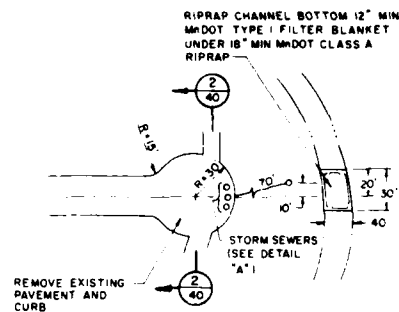 RIPRAP CHANNEL BOTTOM 12" MIN
MnDOT TYPE I FILTER BLANKET
UNDER 18" MIN MnDOT CLASS A
RIPRAP
2
40
R=15'
R=30'
70'
10'
20'
30'
40'
STORM SEWERS
(SEE DETAIL
"A")
2
40
REMOVE EXISTING
PAVEMENT AND
CURB